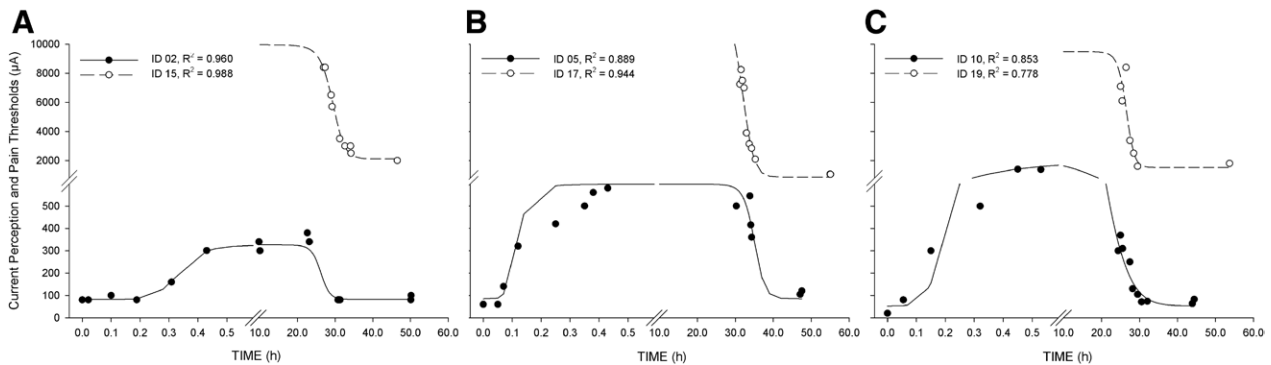 A
B
C
Current Perception and Pain Thresholds (µA)
10000
8000
6000
4000
2000
500
400
300
200
100
0
ID 02, R² = 0.960
ID 15, R² = 0.988
ID 05, R² = 0.889
ID 17, R² = 0.944
ID 10, R² = 0.853
ID 19, R² = 0.778
0.0 0.1 0.2 0.3 0.4 0.5 10.0 20.0 30.0 40.0 50.0 60.0
0.0 0.1 0.2 0.3 0.4 0.5 10.0 20.0 30.0 40.0 50.0 60.0
0.0 0.1 0.2 0.3 0.4 0.5 10.0 20.0 30.0 40.0 50.0 60.0
TIME (h)
TIME (h)
TIME (h)